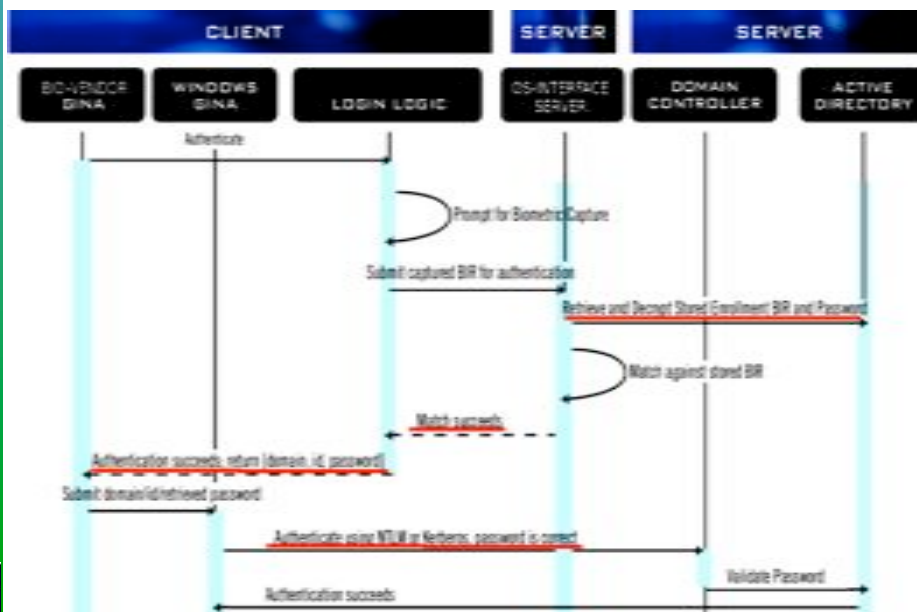 CLIENT
SERVER
SERVER
BIO-VENDOR GINA
WINDOWS GINA
LOGIN LOGIC
OS-INTERFACE SERVER
DOMAIN CONTROLLER
ACTIVE DIRECTORY
Authenticate
Prompt for Biometric Capture
Submit captured BIR for authentication
Retrieve and Decrypt Stored Enrollment BIR and Password
Match against stored BIR
Match succeeds
Authentication succeeds, return (domain, id, password)
Submit domain/id/retrieved password
Authenticate using NTLM or Kerberos, password is correct
Validate Password
Authentication succeeds